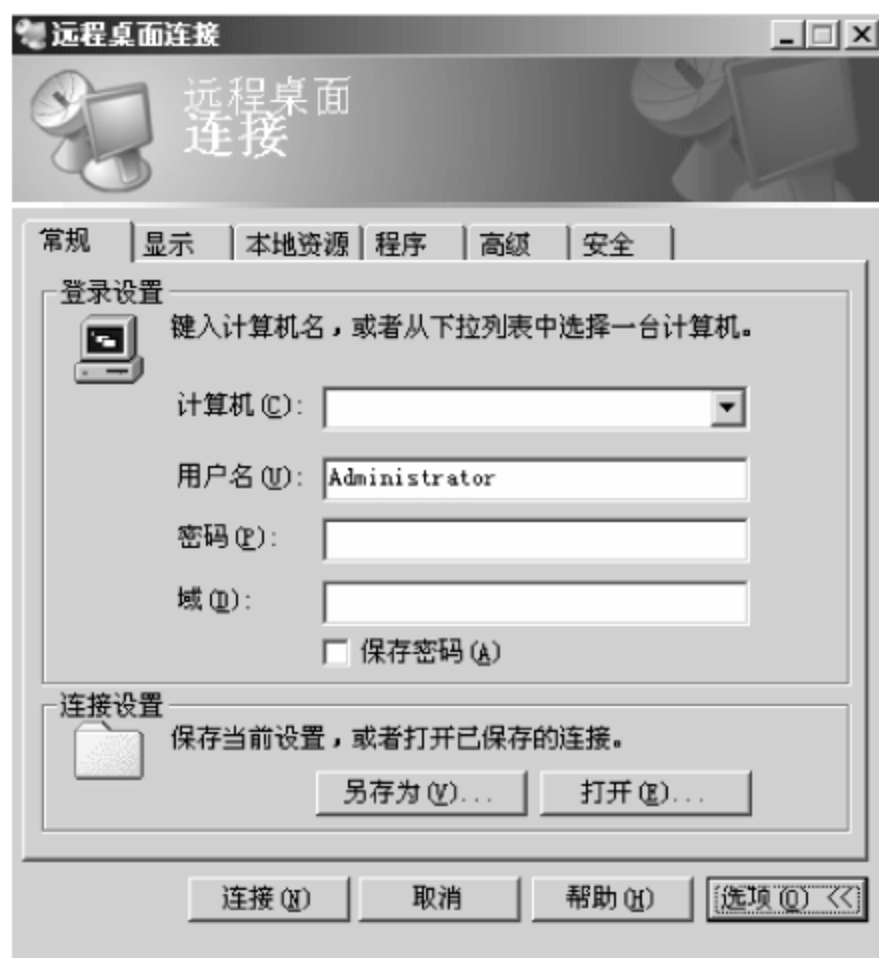 远程桌面连接
远程桌面
连接
常规 显示 本地资源 程序 高级 安全
登录设置
键入计算机名，或者从下拉列表中选择一台计算机。
计算机(C):
用户名(U): Administrator
密码(P):
域(D):
保存密码(A)
连接设置
保存当前设置，或者打开已保存的连接。
另存为(V)... 打开(E)...
连接(N) 取消 帮助(H) 选项(O) <<